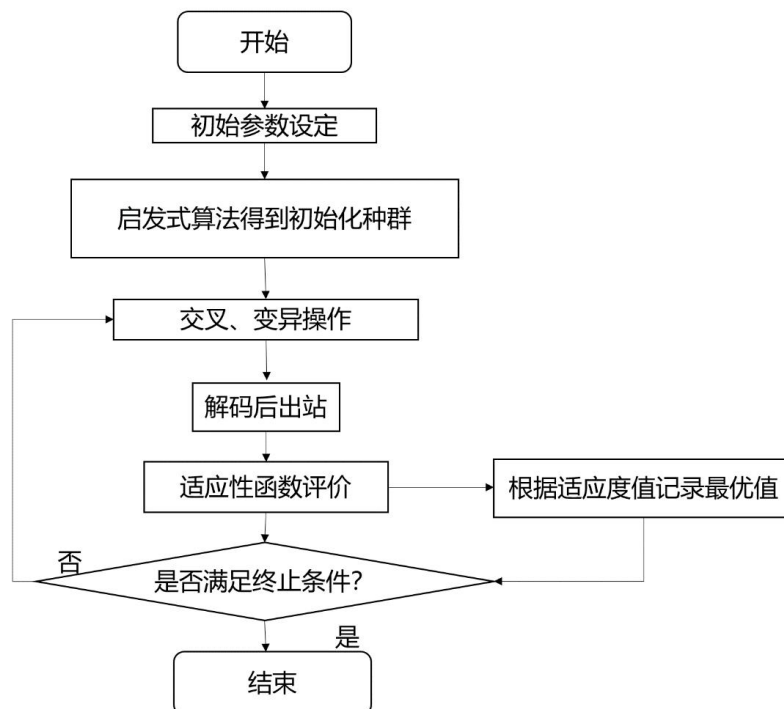 开始
初始参数设定
启发式算法得到初始化种群
交叉、变异操作
解码后出站
适应性函数评价
根据适应度值记录最优值
否
是否满足终止条件？
是
结束